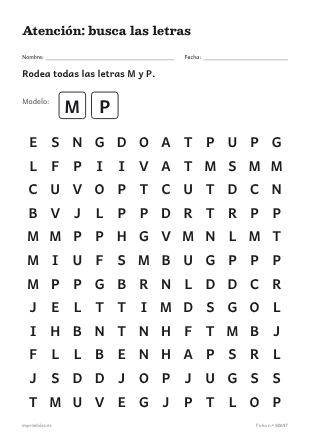 Atención: busca las letras
Nombre: Fecha:
Rodea todas las letras M y P.
Modelo: M P
E S N G D O A T P U P G
L F P I I V A T M S M M
C U V O P T C U T D C N
B V J L P P D R T R P P
M M P P H G V M N L M T
M I U F S M B U G P P P
M P P G B R N L D D C R
J E L T T I M D S G O L
I H B N T N H F T M B J
F L L B E N H A P S R L
J S D D J O P J U G S S
T M U V E G J P T L O P